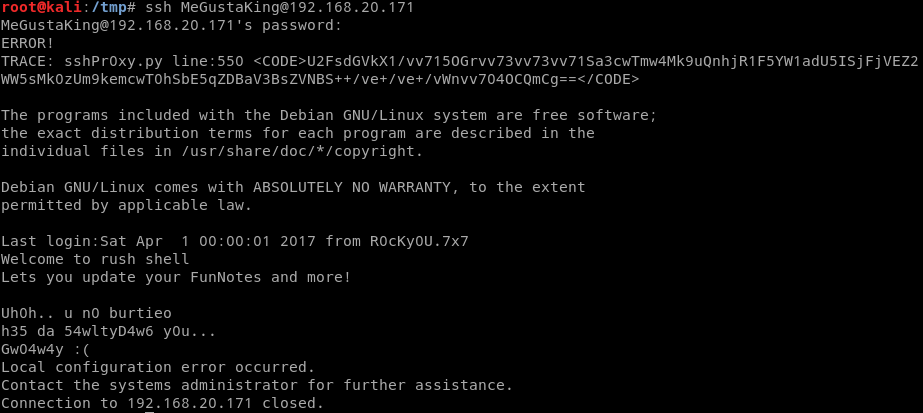 root@kali:/tmp# ssh MeGustaKing@192.168.20.171
MeGustaKing@192.168.20.171's password:
ERROR!
TRACE: sshPr0xy.py line:550 <CODE>U2FsdGVkX1/vv715OGrvv73vv73vv71Sa3cwTmw4Mk9uQnhjR1F5YW1adU5ISjFjVEZ2
WW5sMkOzUm9kemcwTOhSbE5qZDBaV3BsZVNBS++/ve+/ve+/vWnvv7O4OCQmCg==</CODE>

The programs included with the Debian GNU/Linux system are free software;
the exact distribution terms for each program are described in the
individual files in /usr/share/doc/*/copyright.

Debian GNU/Linux comes with ABSOLUTELY NO WARRANTY, to the extent
permitted by applicable law.

Last login:Sat Apr  1 00:00:01 2017 from R0cKy0U.7x7
Welcome to rush shell
Lets you update your FunNotes and more!

Uh0h.. u n0 burtieo
h35 da 54wltyD4w6 y0u...
Gw04w4y :(
Local configuration error occurred.
Contact the systems administrator for further assistance.
Connection to 192.168.20.171 closed.